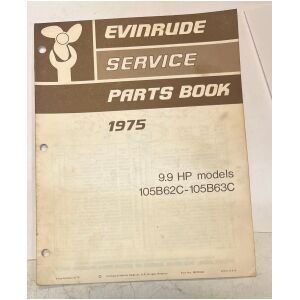 EVINRUDE
SERVICE
PARTS BOOK
1975
9.9 HP models
105B62C-105B63C